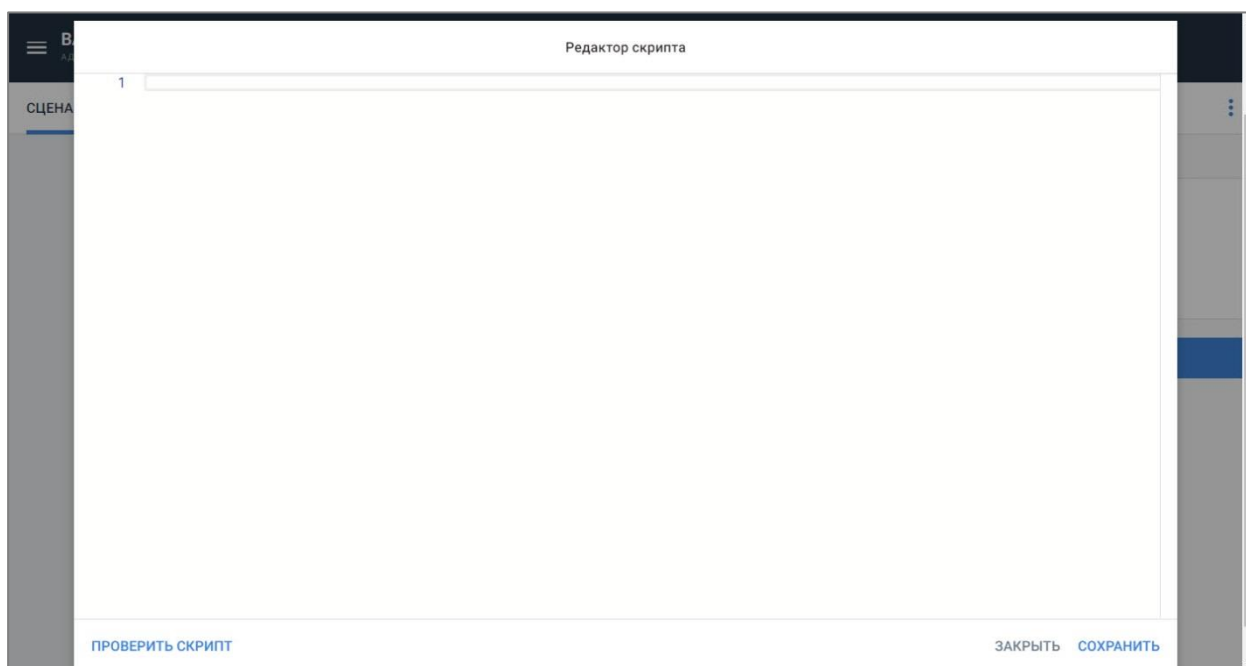 Редактор скрипта
1
СЦЕНА
ПРОВЕРИТЬ СКРИПТ
ЗАКРЫТЬ СОХРАНИТЬ